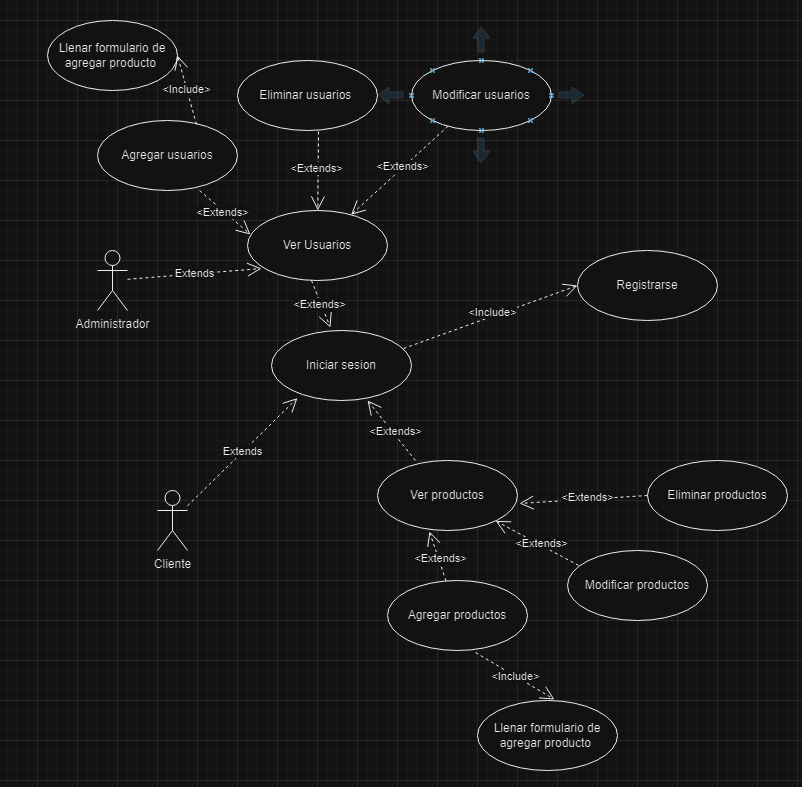 Llenar formulario de
agregar producto
<Include>
Eliminar usuarios
Modificar usuarios
Agregar usuarios
<Extends>
<Extends>
<Extends>
Ver Usuarios
Extends
Administrador
<Extends>
<Include>
Registrarse
Iniciar sesion
Extends
<Extends>
Cliente
Ver productos
<Extends>
Eliminar productos
<Extends>
Modificar productos
<Extends>
Agregar productos
<Include>
Llenar formulario de
agregar producto